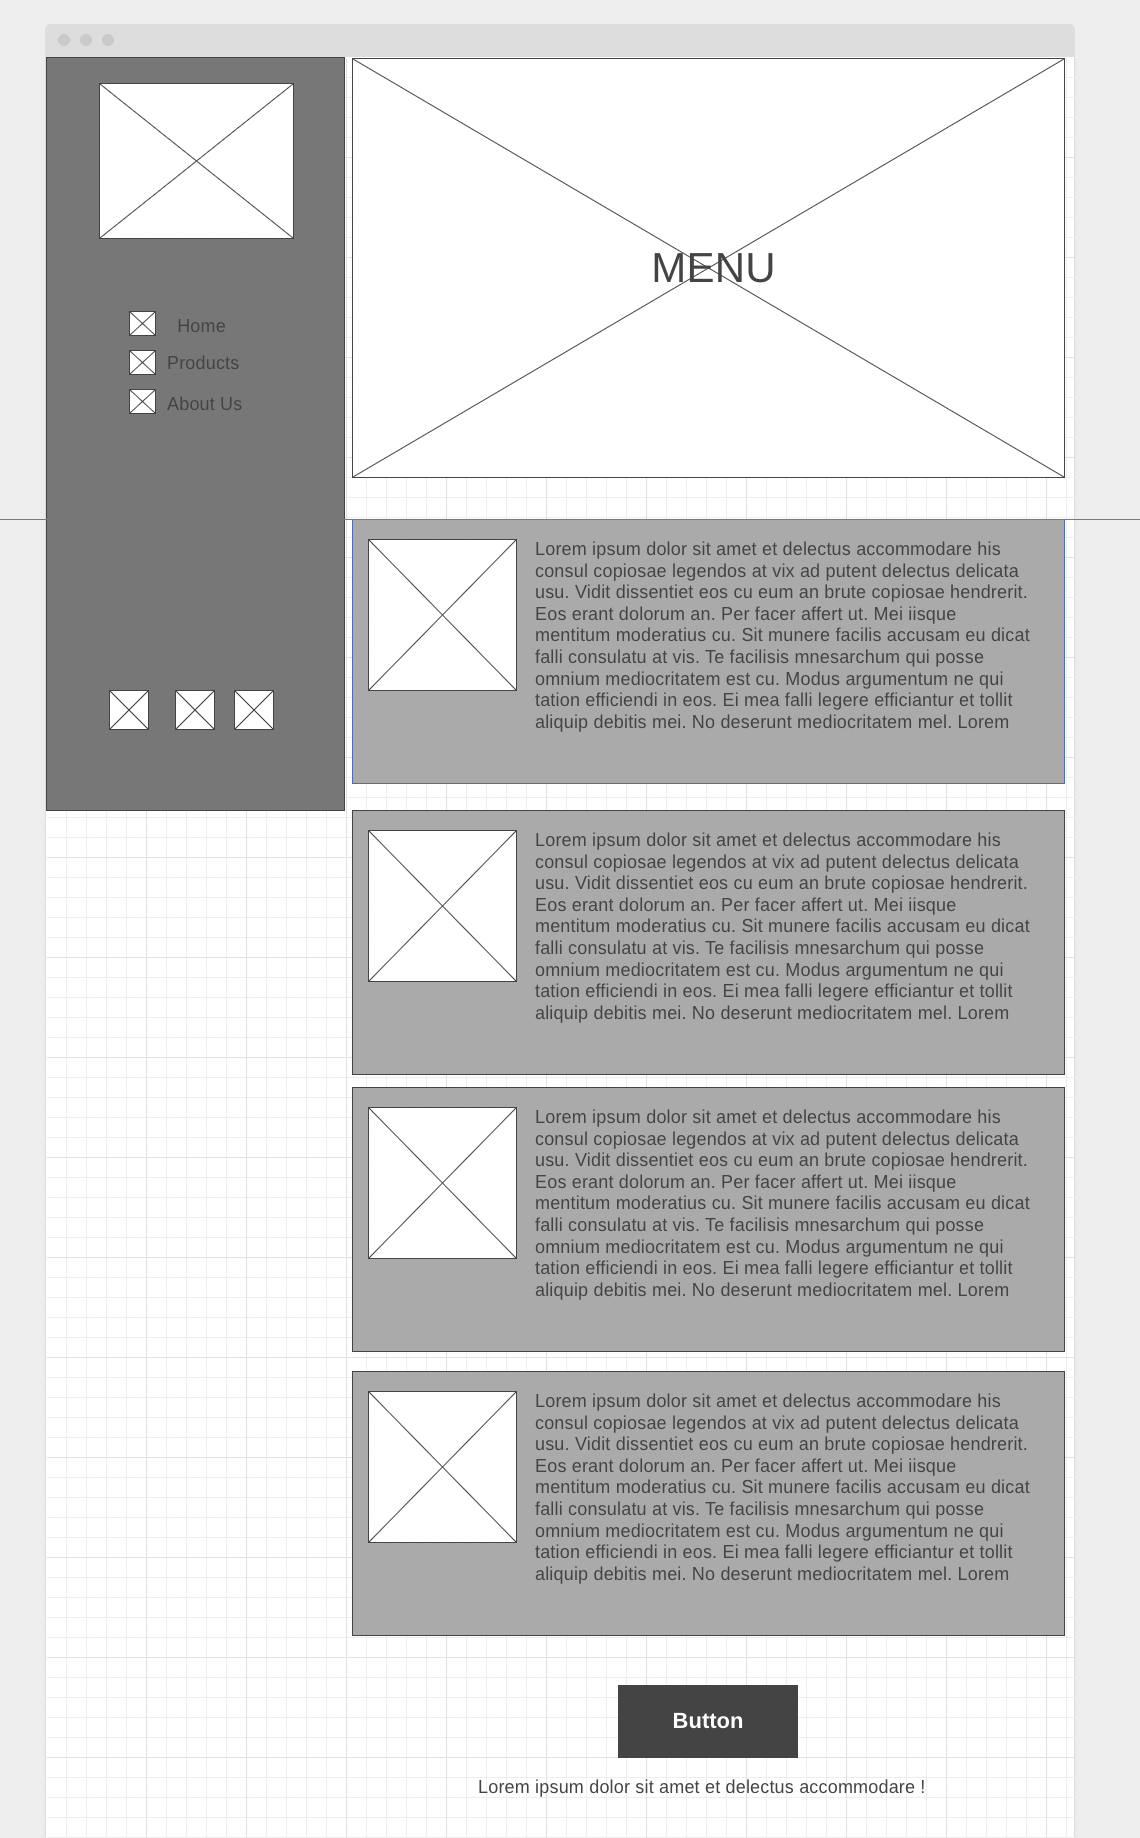 MENU
Home
Products
About Us
Lorem ipsum dolor sit amet et delectus accommodare his
consul copiosae legendos at vix ad putent delectus delicata
usu. Vidit dissentiet eos cu eum an brute copiosae hendrerit.
Eos erant dolorum an. Per facer affert ut. Mei iisque
mentitum moderatius cu. Sit munere facilis accusam eu dicat
falli consulatu at vis. Te facilisis mnesarchum qui posse
omnium mediocritatem est cu. Modus argumentum ne qui
tation efficiendi in eos. Ei mea falli legere efficiantur et tollit
aliquip debitis mei. No deserunt mediocritatem mel. Lorem
Lorem ipsum dolor sit amet et delectus accommodare his
consul copiosae legendos at vix ad putent delectus delicata
usu. Vidit dissentiet eos cu eum an brute copiosae hendrerit.
Eos erant dolorum an. Per facer affert ut. Mei iisque
mentitum moderatius cu. Sit munere facilis accusam eu dicat
falli consulatu at vis. Te facilisis mnesarchum qui posse
omnium mediocritatem est cu. Modus argumentum ne qui
tation efficiendi in eos. Ei mea falli legere efficiantur et tollit
aliquip debitis mei. No deserunt mediocritatem mel. Lorem
Lorem ipsum dolor sit amet et delectus accommodare his
consul copiosae legendos at vix ad putent delectus delicata
usu. Vidit dissentiet eos cu eum an brute copiosae hendrerit.
Eos erant dolorum an. Per facer affert ut. Mei iisque
mentitum moderatius cu. Sit munere facilis accusam eu dicat
falli consulatu at vis. Te facilisis mnesarchum qui posse
omnium mediocritatem est cu. Modus argumentum ne qui
tation efficiendi in eos. Ei mea falli legere efficiantur et tollit
aliquip debitis mei. No deserunt mediocritatem mel. Lorem
Lorem ipsum dolor sit amet et delectus accommodare his
consul copiosae legendos at vix ad putent delectus delicata
usu. Vidit dissentiet eos cu eum an brute copiosae hendrerit.
Eos erant dolorum an. Per facer affert ut. Mei iisque
mentitum moderatius cu. Sit munere facilis accusam eu dicat
falli consulatu at vis. Te facilisis mnesarchum qui posse
omnium mediocritatem est cu. Modus argumentum ne qui
tation efficiendi in eos. Ei mea falli legere efficiantur et tollit
aliquip debitis mei. No deserunt mediocritatem mel. Lorem
Button
Lorem ipsum dolor sit amet et delectus accommodare !